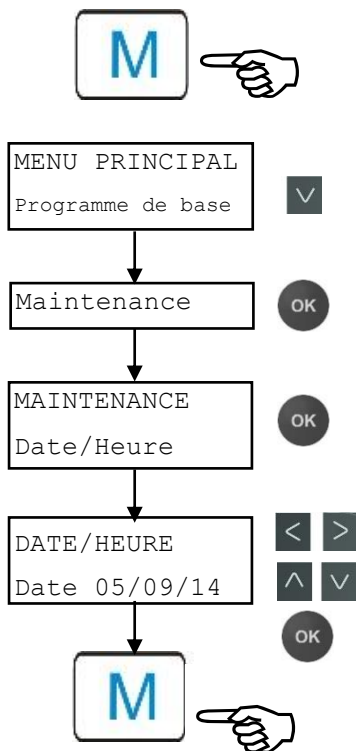 M
MENU PRINCIPAL
Programme de base
Maintenance
OK
MAINTENANCE
Date/Heure
OK
DATE/HEURE
Date 05/09/14
OK
M